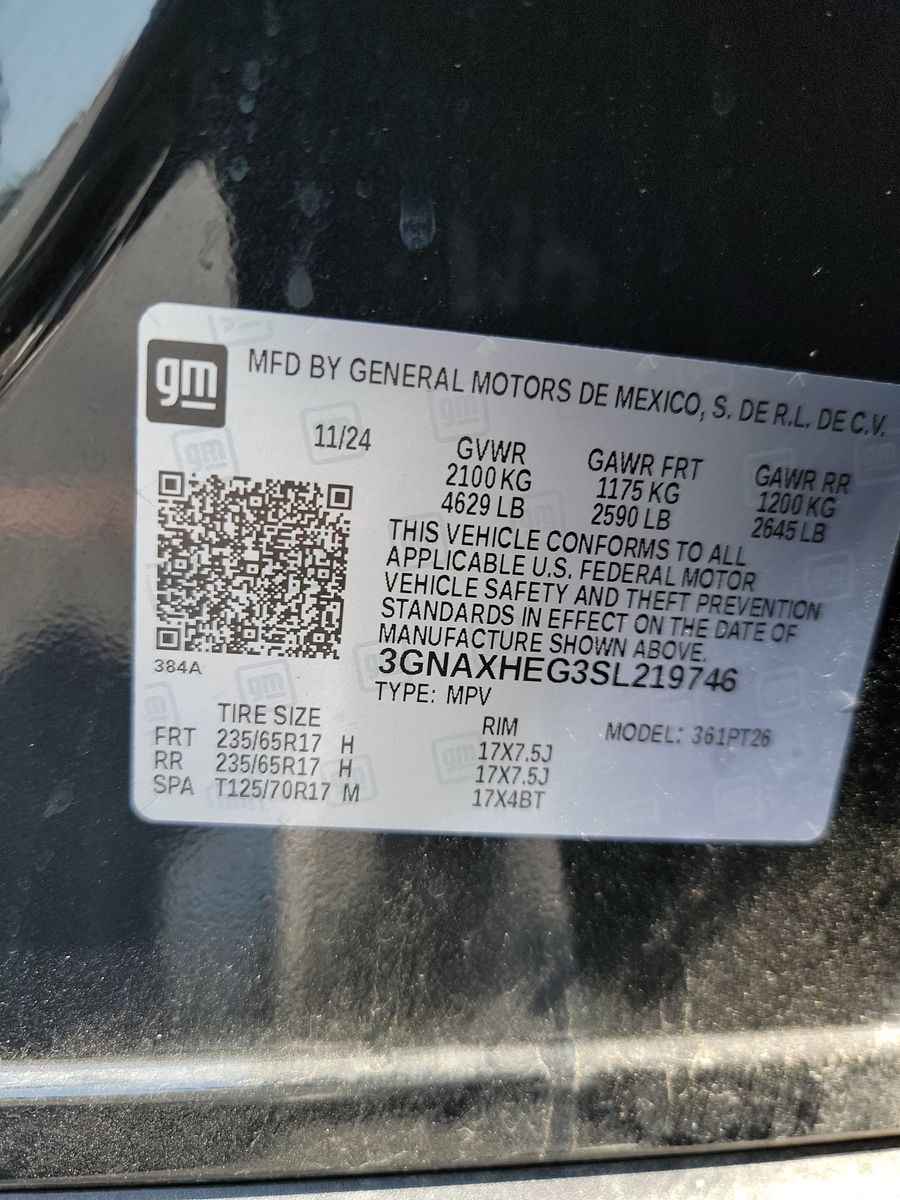 gm
MFD BY GENERAL MOTORS DE MEXICO, S. DE R.L. DE C.V.
11/24
GVWR GAWR FRT GAWR RR
2100 KG 1175 KG 1200 KG
4629 LB 2590 LB 2645 LB
THIS VEHICLE CONFORMS TO ALL
APPLICABLE U.S. FEDERAL MOTOR
VEHICLE SAFETY AND THEFT PREVENTION
STANDARDS IN EFFECT ON THE DATE OF
MANUFACTURE SHOWN ABOVE.
384A
3GNAXHEG3SL219746
TYPE: MPV
TIRE SIZE RIM MODEL: 361PT26
FRT 235/65R17 H 17X7.5J
RR 235/65R17 H 17X7.5J
SPA T125/70R17 M 17X4BT